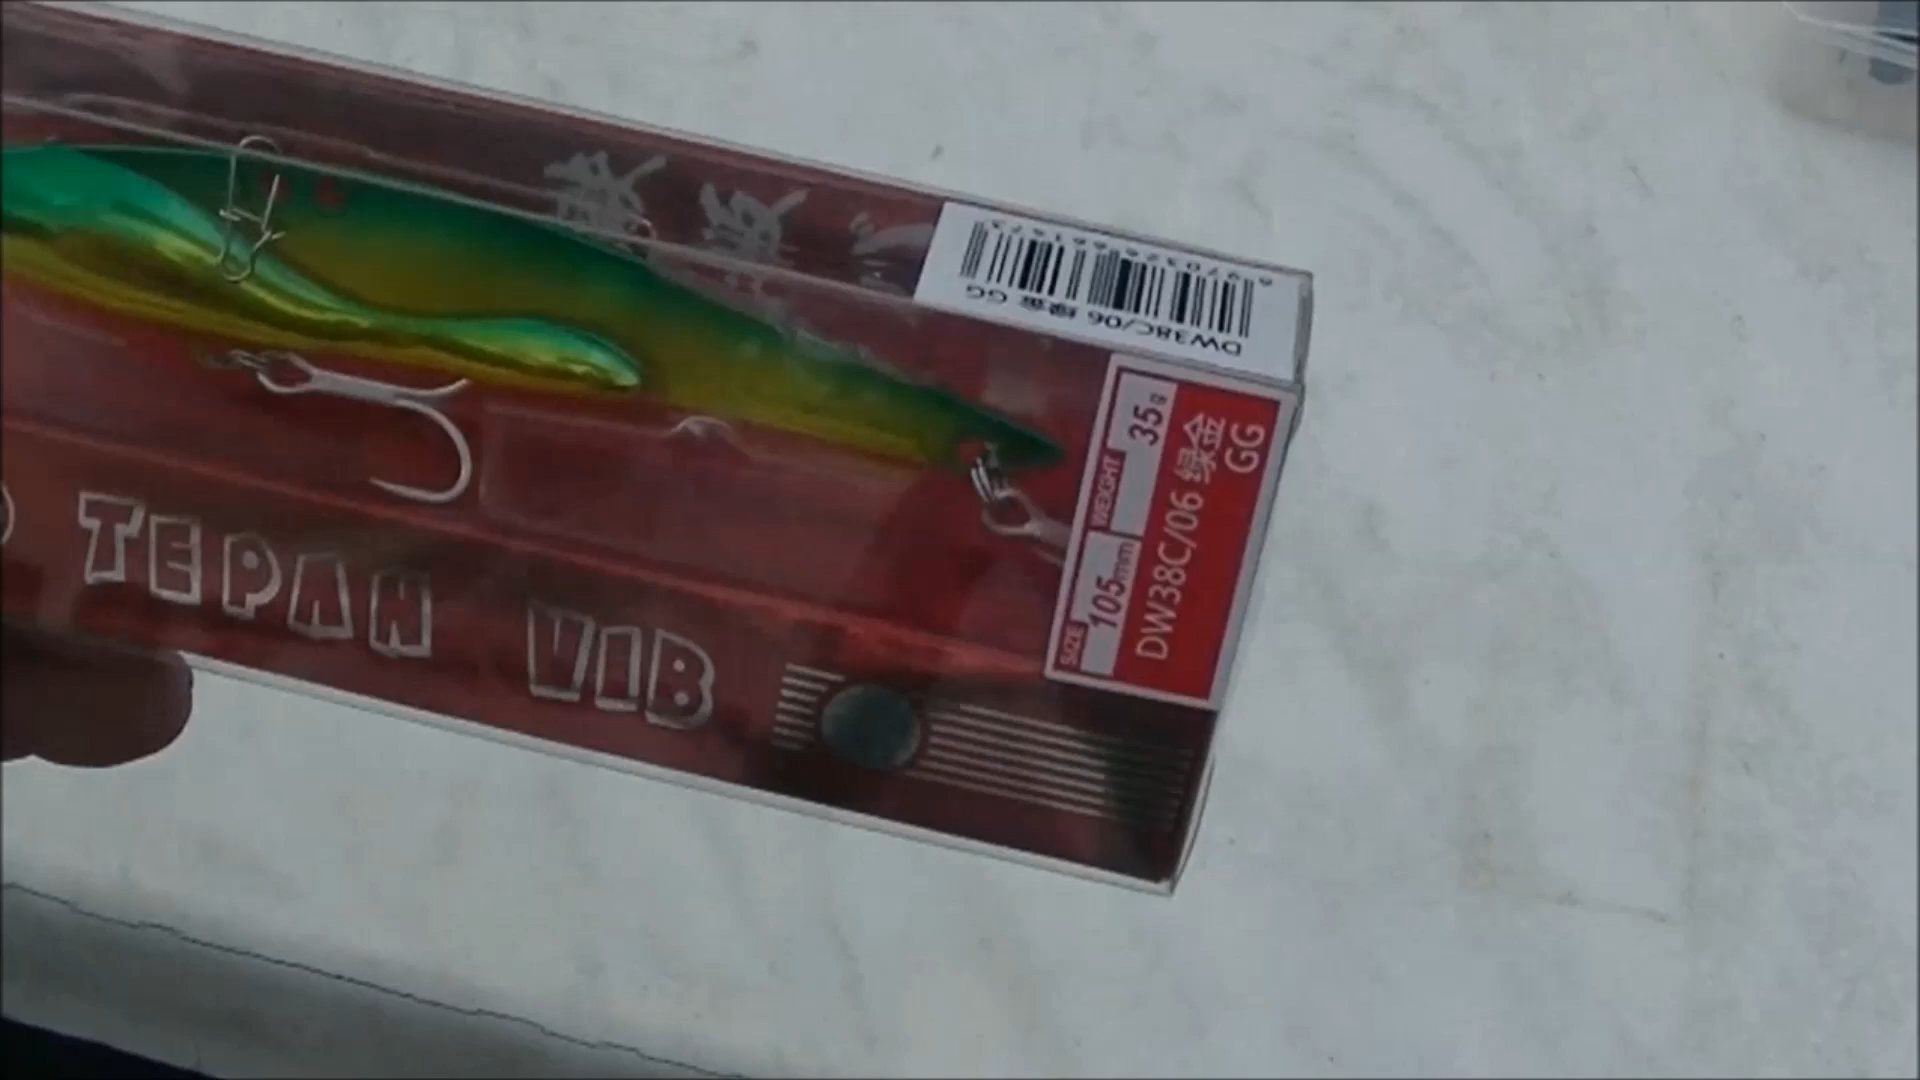 DW38C/06 绿金 GG
SIZE 105mm WEIGHT 35g
DW38C/06 绿金
GG
TEPAN VIB